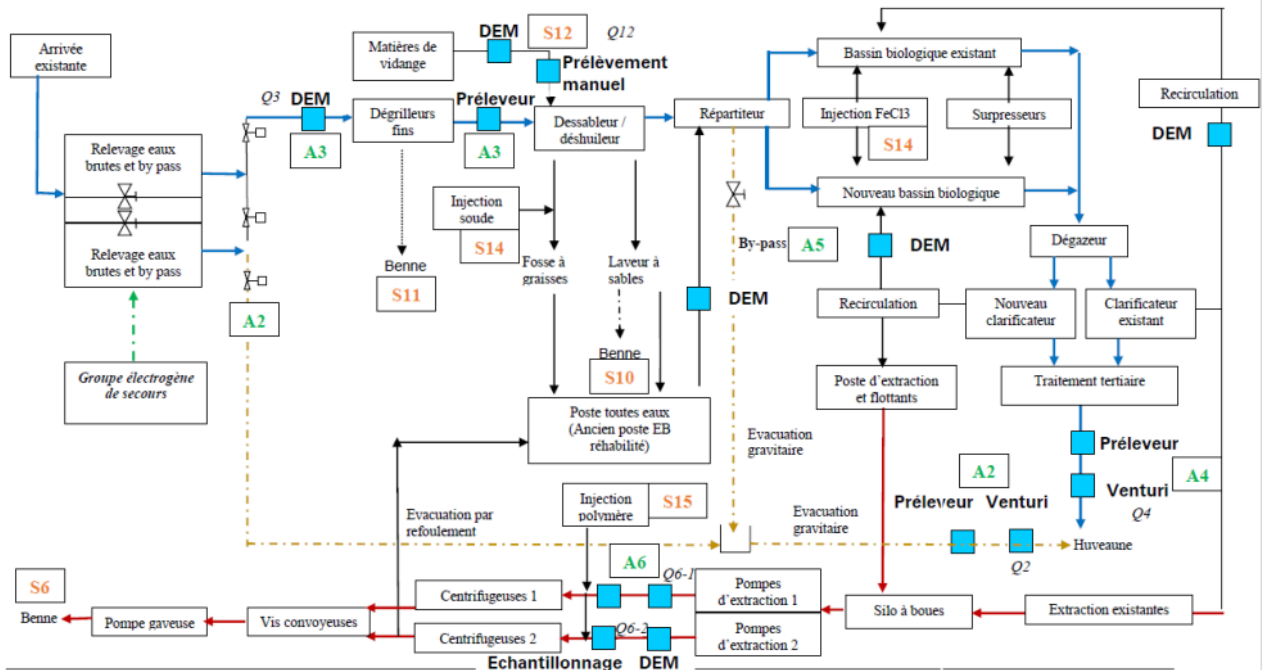 Arrivée
existante
Q3
DEM
A3
Matières de
vidange
DEM
S12
Q12
Prélèvement
manuel
Dégrilleurs
fins
Préleveur
A3
Dessableur /
déshuileur
Répartiteur
Bassin biologique existant
Injection FeCl3
S14
Surpresseurs
Nouveau bassin biologique
Recirculation
DEM
Relevage eaux
brutes et by pass
Relevage eaux
brutes et by pass
A2
Groupe électrogène
de secours
Benne
S11
Injection
soude
S14
Fosse à
graisses
Laveur à
sables
Benne
S10
DEM
By-pass
A5
DEM
Dégazeur
Recirculation
Nouveau
clarificateur
Clarificateur
existant
Poste d'extraction
et flottants
Traitement tertiaire
Poste toutes eaux
(Ancien poste EB
réhabilité)
Evacuation
gravitaire
Préleveur
A4
Venturi
Q4
Huveaune
A2
Préleveur
Venturi
Q2
Evacuation
gravitaire
Evacuation par
refoulement
Injection
polymère
S15
A6
Q6-1
S6
Benne
Pompe gaveuse
Vis convoyeuses
Centrifugeuses 1
Centrifugeuses 2
Q6-2
Echantillonnage
DEM
Pompes
d'extraction 1
Pompes
d'extraction 2
Silo à boues
Extraction existantes